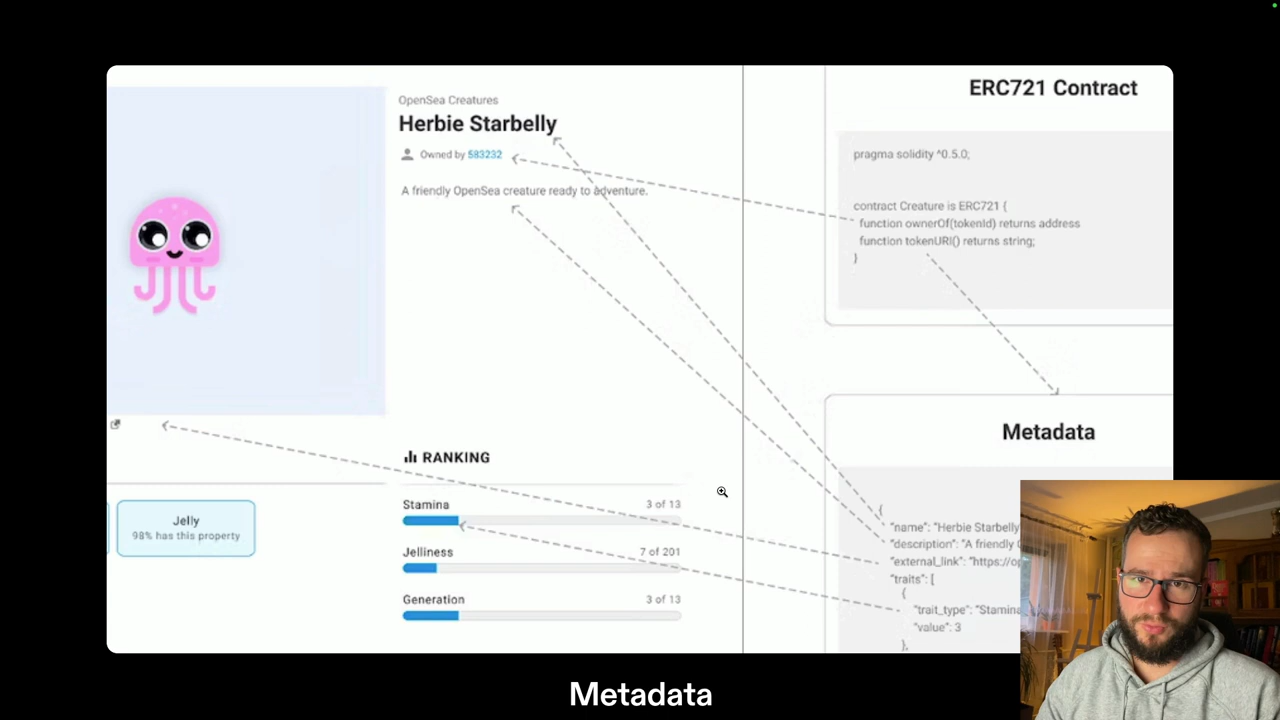 OpenSea Creatures
Herbie Starbelly
Owned by 583232
A friendly OpenSea creature ready to adventure.
Jelly
98% has this property
RANKING
Stamina 3 of 13
Jelliness 7 of 201
Generation 3 of 13
ERC721 Contract
pragma solidity ^0.5.0;
contract Creature is ERC721 {
function ownerOf(tokenId) returns address
function tokenURI() returns string;
}
Metadata
{
"name": "Herbie Starbelly
"description": "A friendly
"external_link": "https://op
"traits": [
{
"trait_type": "Stamina
"value": 3
},
Metadata